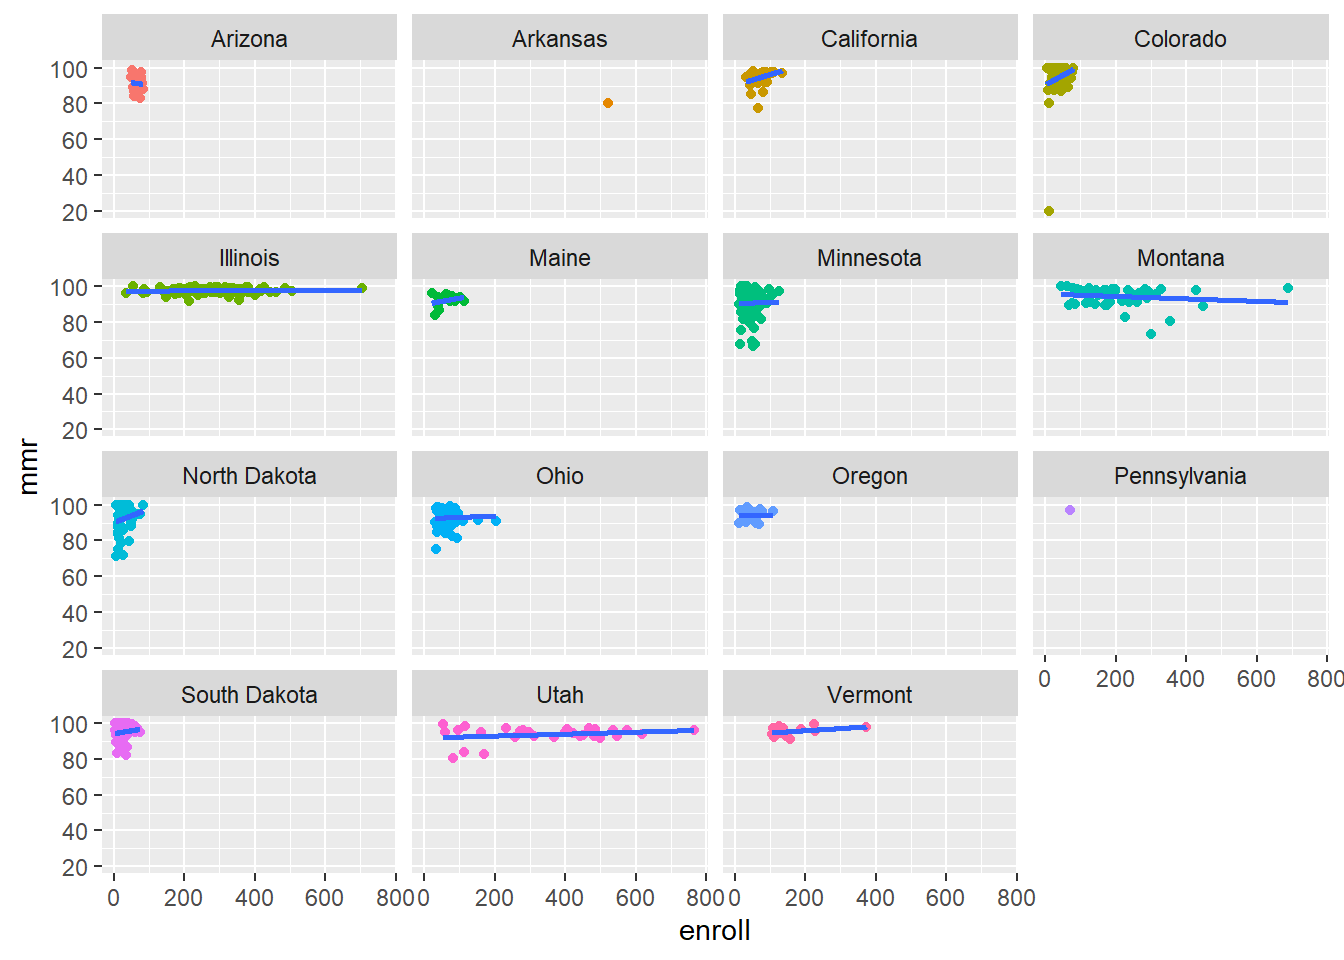 Arizona Arkansas California Colorado
100
80
60
40
20
Illinois Maine Minnesota Montana
100
80
60
40
20
mmr
North Dakota Ohio Oregon Pennsylvania
100
80
60
40
20
0 200 400 600 800
South Dakota Utah Vermont
100
80
60
40
20
0 200 400 600 800 0 200 400 600 800 0 200 400 600 800
enroll